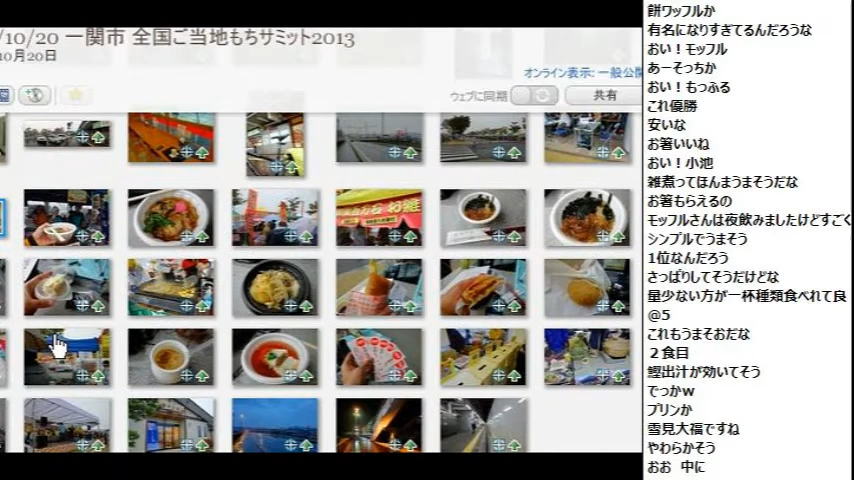 /10/20 一関市 全国ご当地もちサミット2013
10月20日
オンライン表示: 一般公開
ウェブに同期
共有
餅ワッフルか
有名になりすぎてるんだろうな
おい！モッフル
あーそっちか
おい！もっふる
これ優勝
安いな
お箸いいね
おい！小池
雑煮ってほんまうまそうだな
お箸もらえるの
モッフルさんは夜飲みましたけどすごく
シンプルでうまそう
1位なんだろう
さっぱりしてそうだけどな
量少ない方が一杯種類食べれて良
@5
これもうまそおだな
２食目
鰹出汁が効いてそう
でっかw
プリンか
雪見大福ですね
やわらかそう
おお　中に